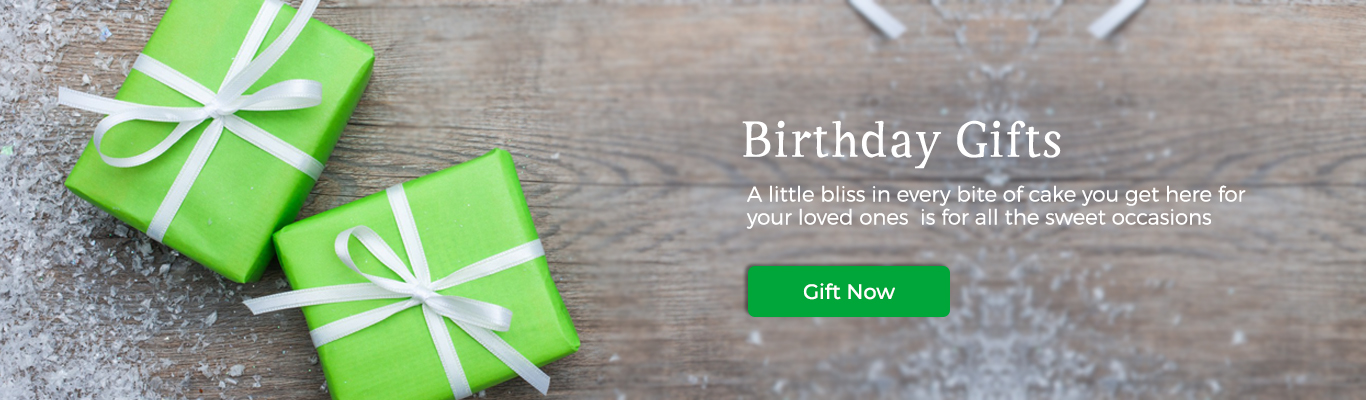 Birthday Gifts
A little bliss in every bite of cake you get here for
your loved ones  is for all the sweet occasions
Gift Now